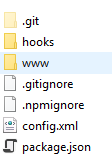 .git
hooks
www
.gitignore
.npmignore
config.xml
package.json